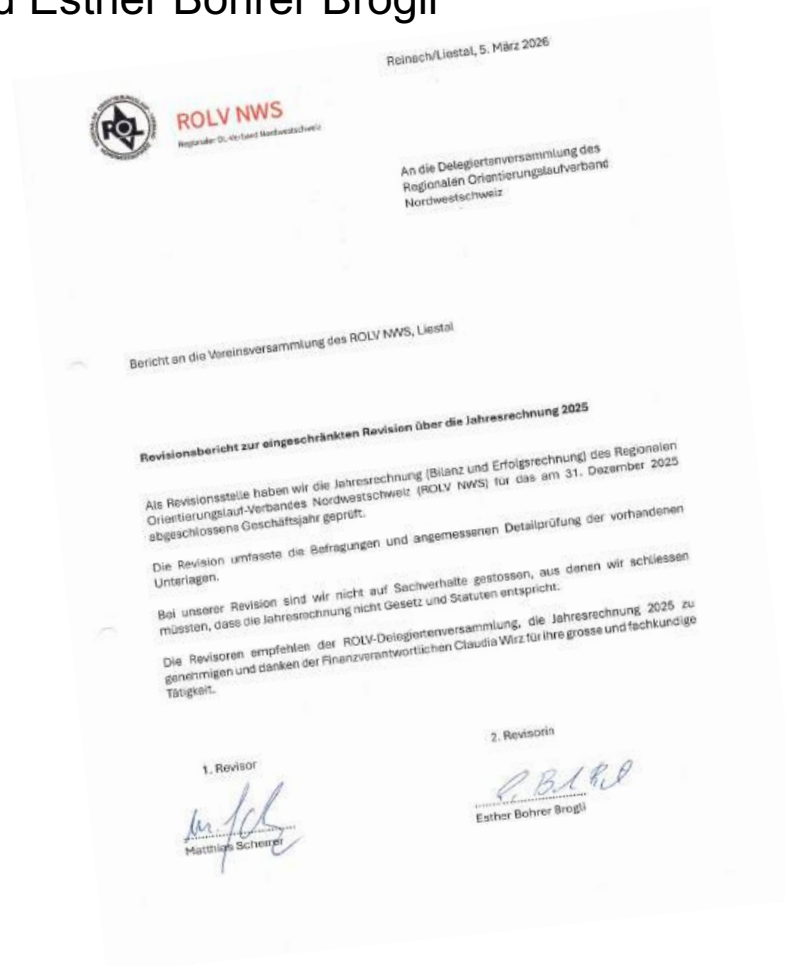 Esther Bohrer Brogli
Reinach/Liestal, 5. März 2026
ROL
ROLV NWS
Regionaler OL-Verband Nordwestschweiz
An die Delegiertenversammlung des
Regionalen Orientierungslaufverband
Nordwestschweiz
Bericht an die Vereinsversammlung des ROLV NWS, Liestal
Revisionsbericht zur eingeschränkten Revision über die Jahresrechnung 2025
Als Revisionsstelle haben wir die Jahresrechnung (Bilanz und Erfolgsrechnung) des Regionalen
Orientierungslauf-Verbandes Nordwestschweiz (ROLV NWS) für das am 31. Dezember 2025
abgeschlossene Geschäftsjahr geprüft.
Die Revision umfasste die Befragungen und angemessenen Detailprüfung der vorhandenen
Unterlagen.
Bei unserer Revision sind wir nicht auf Sachverhalte gestossen, aus denen wir schliessen
müssten, dass die Jahresrechnung nicht Gesetz und Statuten entspricht.
Die Revisoren empfehlen der ROLV-Delegiertenversammlung, die Jahresrechnung 2025 zu
genehmigen und danken der Finanzverantwortlichen Claudia Wirz für ihre grosse und fachkundige
Tätigkeit.
1. Revisor
2. Revisorin
Matthias Scherrer
Esther Bohrer Brogli